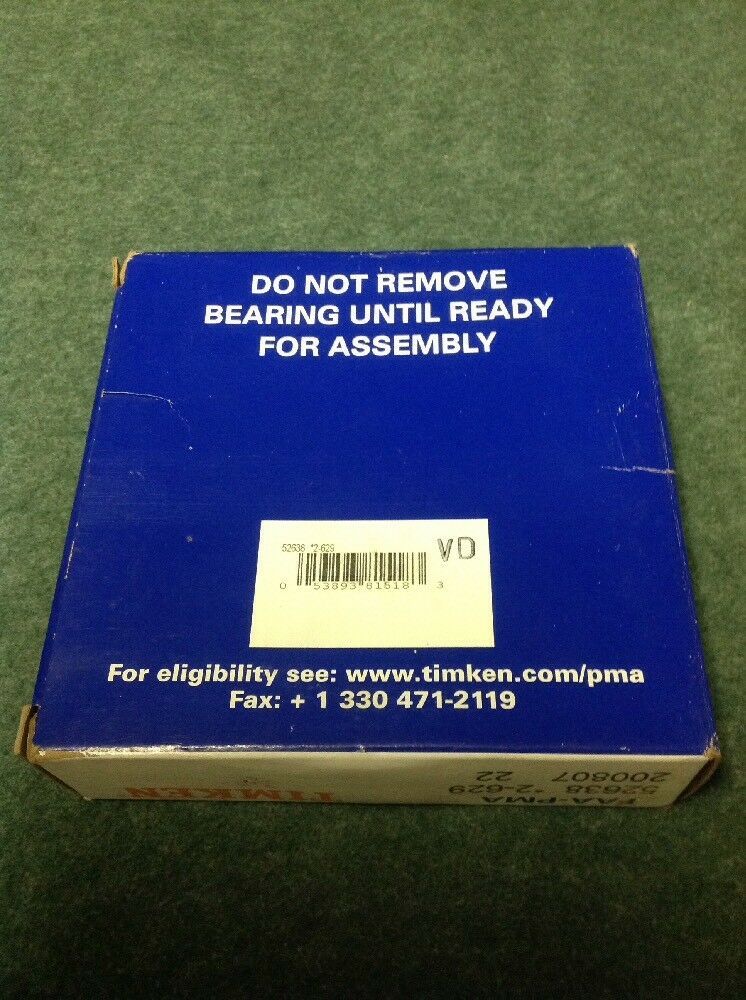 DO NOT REMOVE
BEARING UNTIL READY
FOR ASSEMBLY
52638 *2-629
VD
0 53893 81518 3
For eligibility see: www.timken.com/pma
Fax: + 1 330 471-2119
TIMKEN
FAA-PMA
52638 *2-629
200807 22